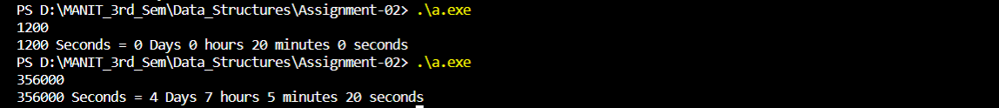 PS D:\MANIT_3rd_Sem\Data_Structures\Assignment-02> .\a.exe
1200
1200 Seconds = 0 Days 0 hours 20 minutes 0 seconds
PS D:\MANIT_3rd_Sem\Data_Structures\Assignment-02> .\a.exe
356000
356000 Seconds = 4 Days 7 hours 5 minutes 20 seconds